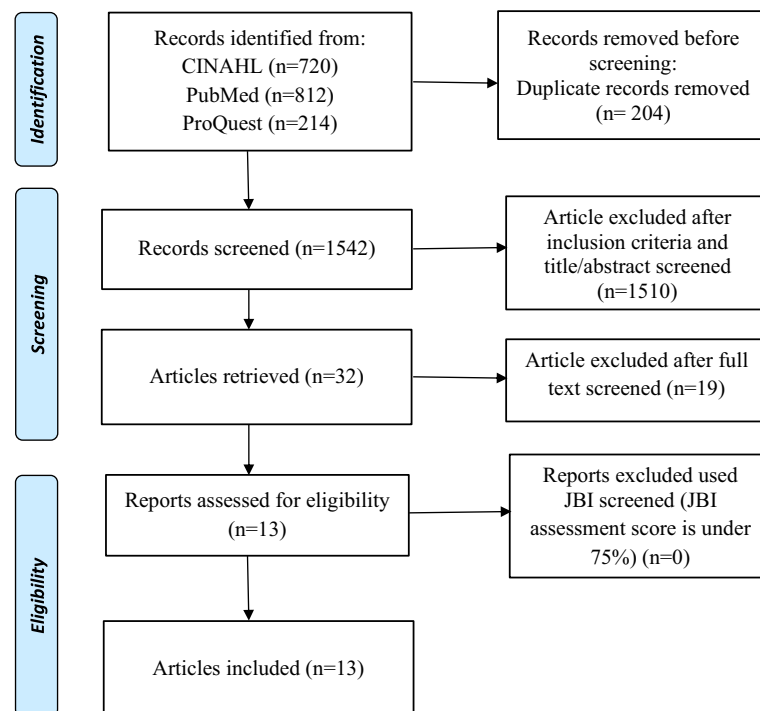 Identification
Records identified from:
CINAHL (n=720)
PubMed (n=812)
ProQuest (n=214)
Records removed before
screening:
Duplicate records removed
(n= 204)
Screening
Records screened (n=1542)
Article excluded after
inclusion criteria and
title/abstract screened
(n=1510)
Articles retrieved (n=32)
Article excluded after full
text screened (n=19)
Eligibility
Reports assessed for eligibility
(n=13)
Reports excluded used
JBI screened (JBI
assessment score is under
75%) (n=0)
Articles included (n=13)